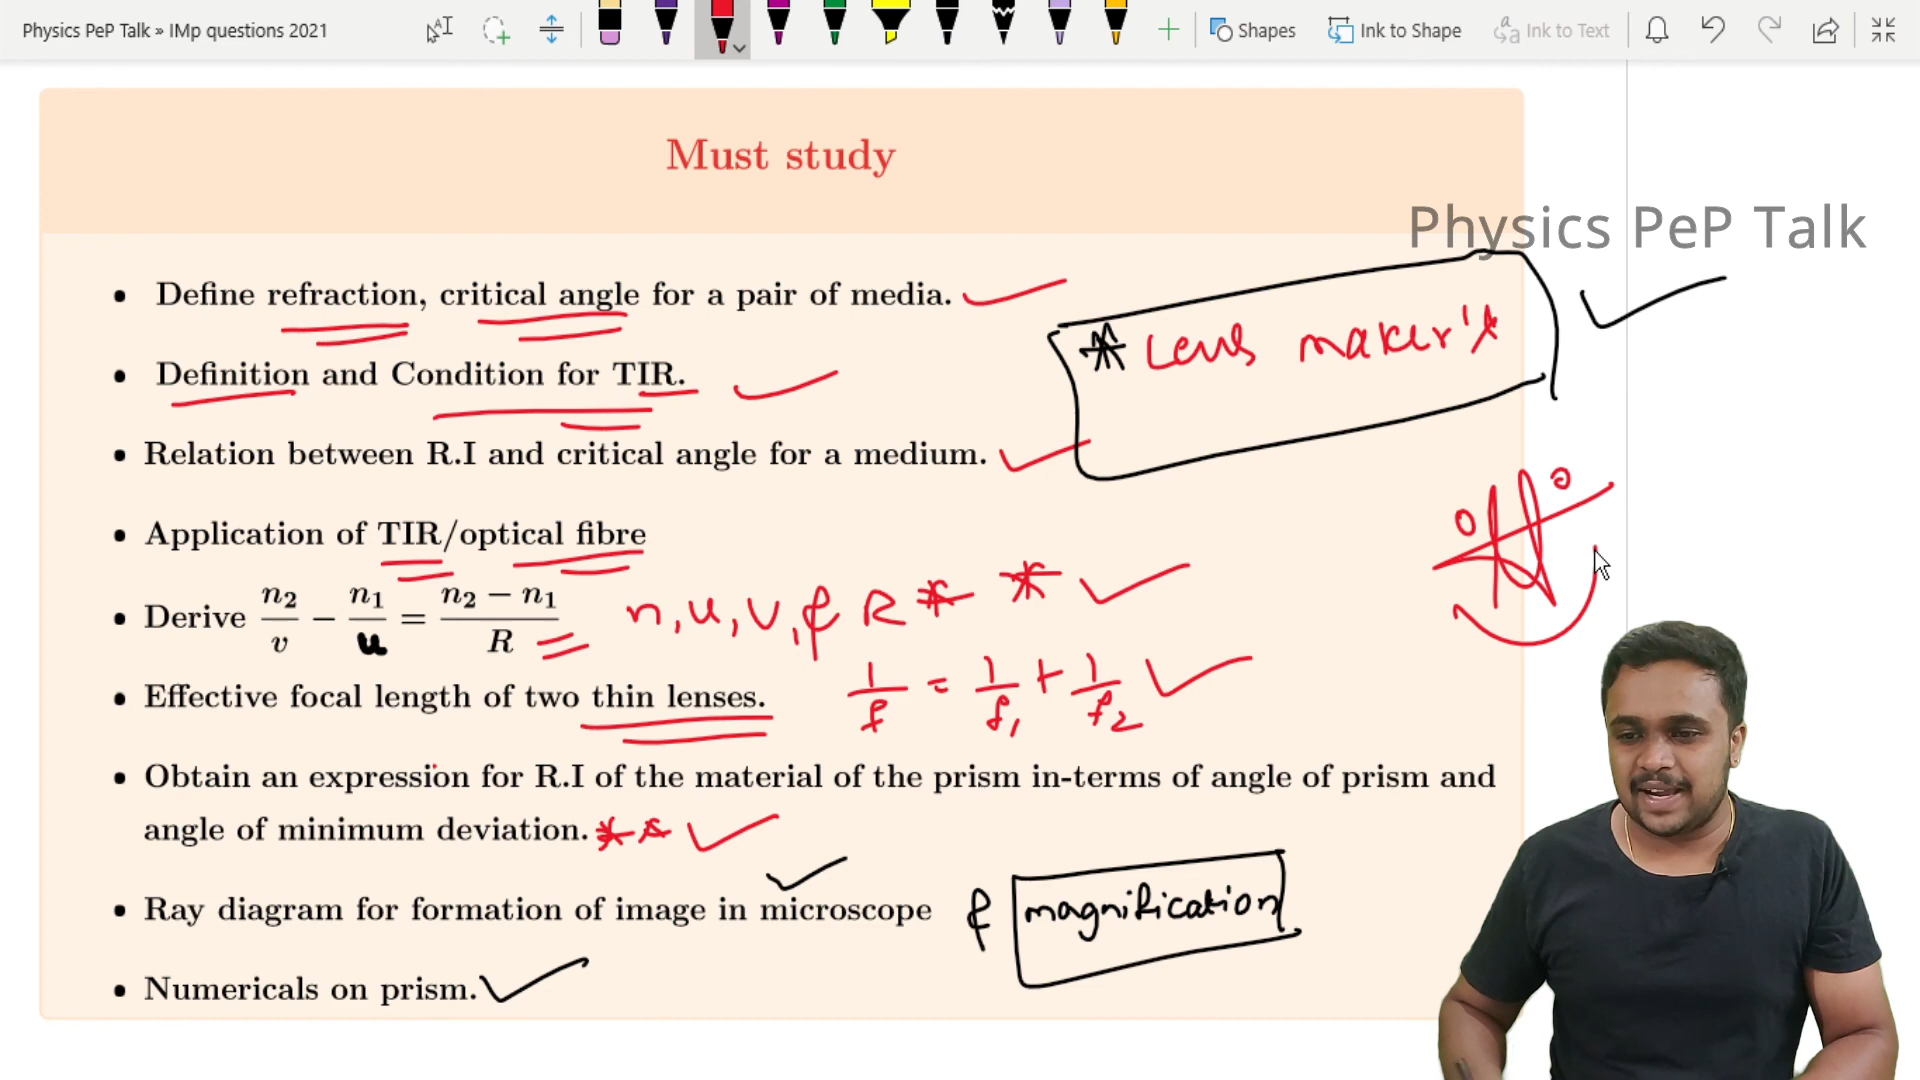 Physics PeP Talk » IMp questions 2021
Shapes
Ink to Shape
Ink to Text
Must study
Physics PeP Talk
• Define refraction, critical angle for a pair of media.
* Lens maker's
• Definition and Condition for TIR.
• Relation between R.I and critical angle for a medium.
• Application of TIR/optical fibre
• Derive n₂/v − n₁/u = (n₂ − n₁)/R n, u, v, & R * *
• Effective focal length of two thin lenses. 1/f = 1/f₁ + 1/f₂
• Obtain an expression for R.I of the material of the prism in-terms of angle of prism and
angle of minimum deviation. **
• Ray diagram for formation of image in microscope & magnification
• Numericals on prism.